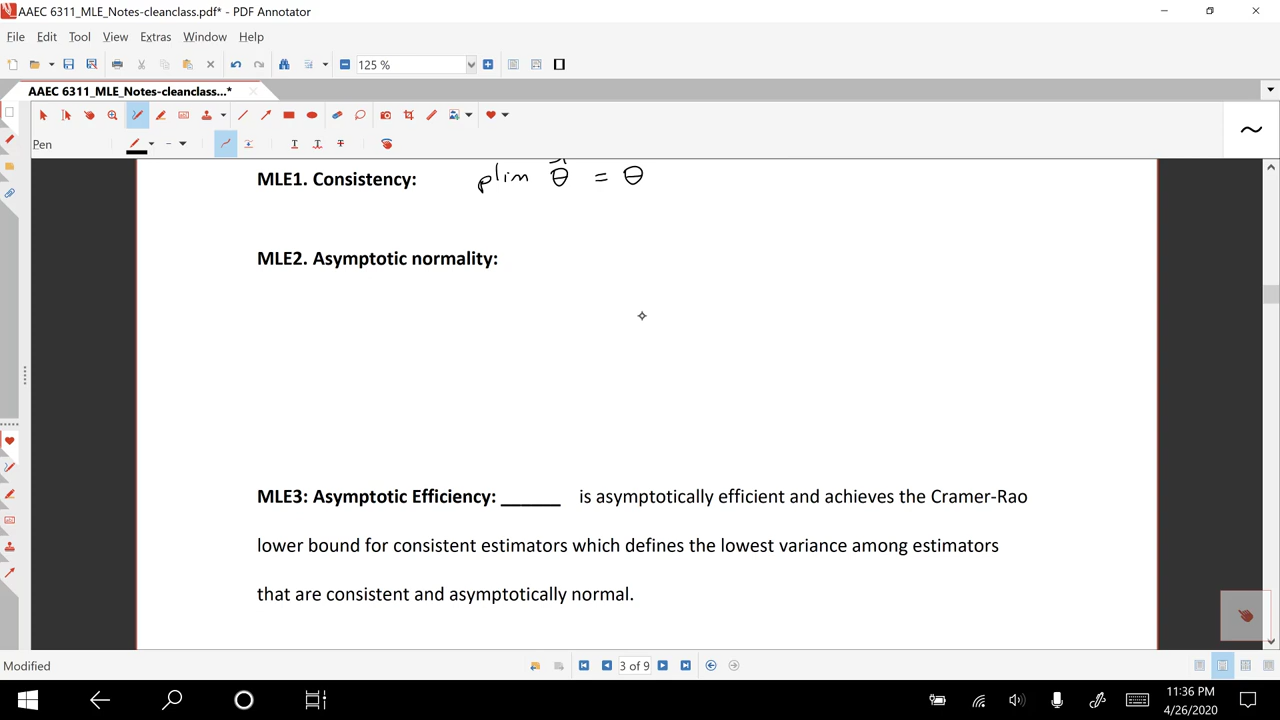 AAEC 6311_MLE_Notes-cleanclass.pdf* - PDF Annotator
File Edit Tool View Extras Window Help
125 %
AAEC 6311_MLE_Notes-cleanclass...*
Pen
MLE1. Consistency: plim θ̂ = θ
MLE2. Asymptotic normality:
MLE3: Asymptotic Efficiency: ______ is asymptotically efficient and achieves the Cramer-Rao
lower bound for consistent estimators which defines the lowest variance among estimators
that are consistent and asymptotically normal.
Modified
3 of 9
11:36 PM
4/26/2020